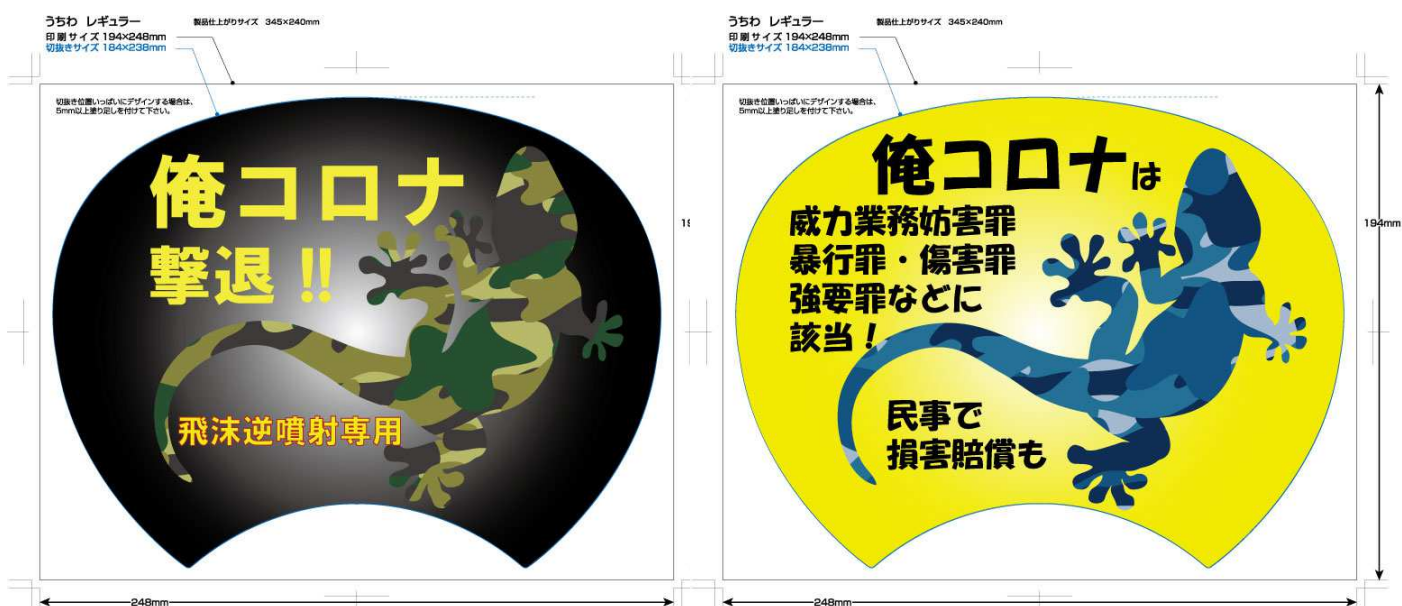 うちわ レギュラー
製品仕上がりサイズ 345×240mm
印刷サイズ 194×248mm
切抜きサイズ 184×238mm
切抜き位置いっぱいにデザインする場合は、
5mm以上塗り足しを付けて下さい。
俺コロナ
撃退!!
飛沫逆噴射専用
248mm
19
うちわ レギュラー
製品仕上がりサイズ 345×240mm
印刷サイズ 194×248mm
切抜きサイズ 184×238mm
切抜き位置いっぱいにデザインする場合は、
5mm以上塗り足しを付けて下さい。
俺コロナは
威力業務妨害罪
暴行罪・傷害罪
強要罪などに
該当!
民事で
損害賠償も
194mm
248mm